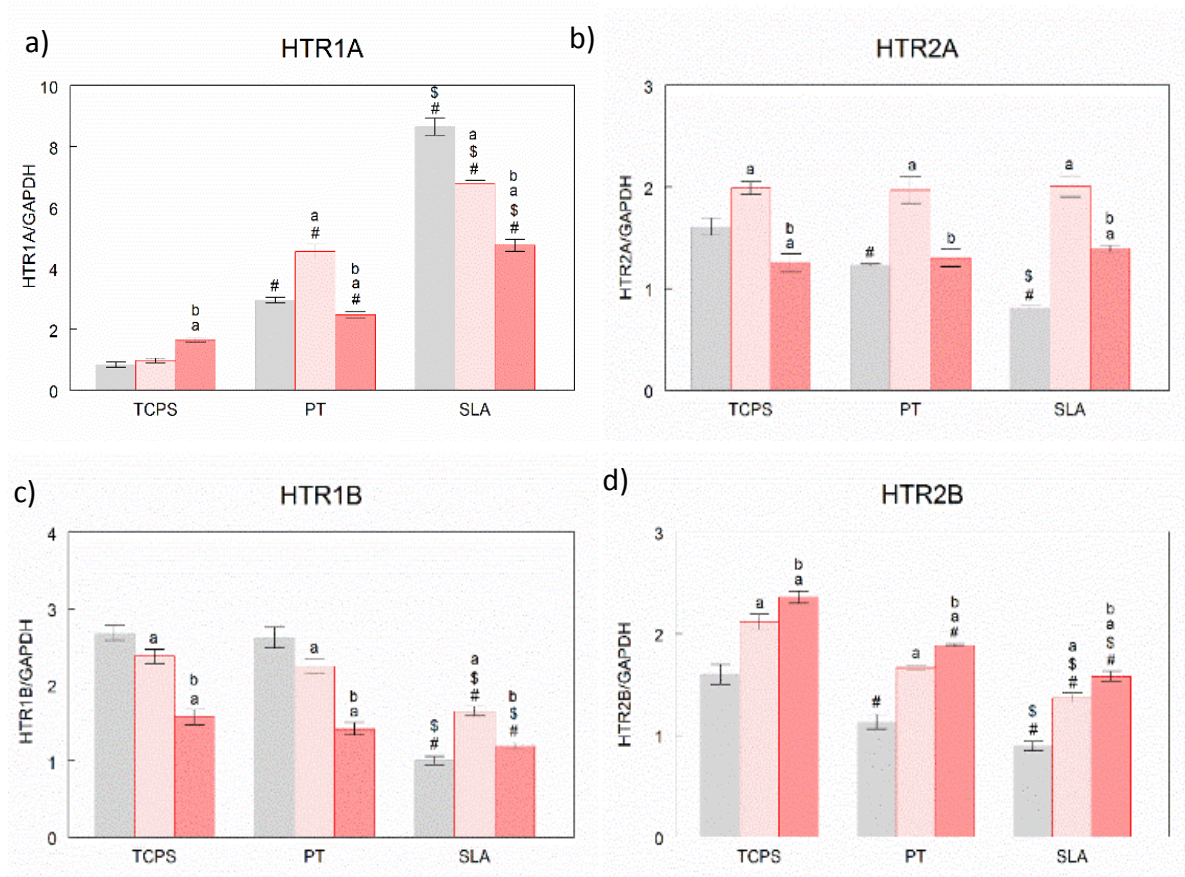 a)
HTR1A
HTR1A/GAPDH
10
8
6
4
2
0
b
a
#
a
#
b
a
#
$
#
a
$
#
b
a
$
#
TCPS PT SLA
b)
HTR2A
HTR2A/GAPDH
3
2
1
0
a
b
a
#
a
b
$
#
a
b
a
TCPS PT SLA
c)
HTR1B
HTR1B/GAPDH
4
3
2
1
0
a
b
a
a
b
a
$
#
a
$
#
b
$
#
TCPS PT SLA
d)
HTR2B
HTR2B/GAPDH
3
2
1
0
a
b
a
#
a
b
a
#
$
#
a
$
#
b
a
$
#
TCPS PT SLA